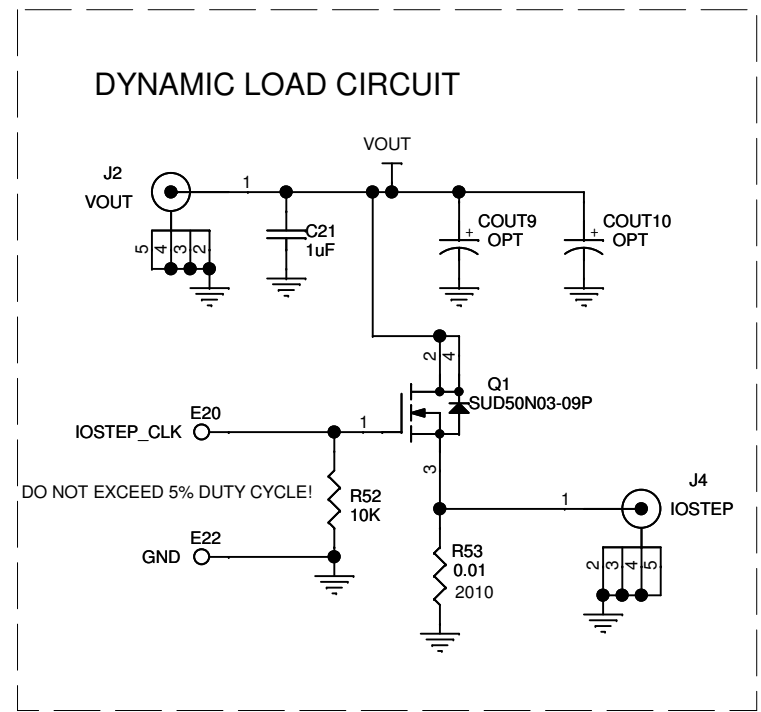 DYNAMIC LOAD CIRCUIT
VOUT
J2
VOUT
1
5
4
3
2
C21
1uF
+
COUT9
OPT
+
COUT10
OPT
2
4
Q1
SUD50N03-09P
E20
IOSTEP_CLK
1
3
DO NOT EXCEED 5% DUTY CYCLE!
R52
10K
J4
1
IOSTEP
E22
GND
R53
0.01
2010
2
3
4
5